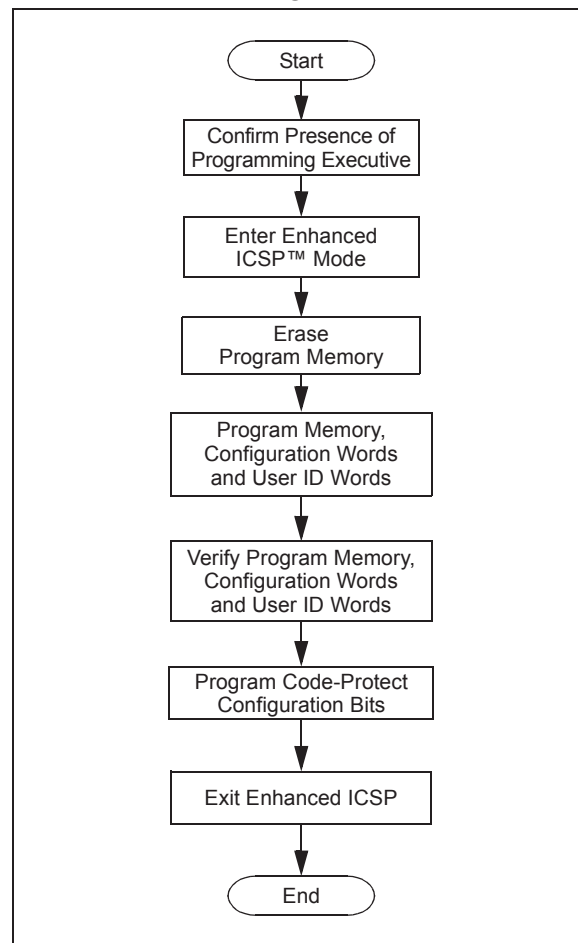 Start
Confirm Presence of
Programming Executive
Enter Enhanced
ICSP™ Mode
Erase
Program Memory
Program Memory,
Configuration Words
and User ID Words
Verify Program Memory,
Configuration Words
and User ID Words
Program Code-Protect
Configuration Bits
Exit Enhanced ICSP
End